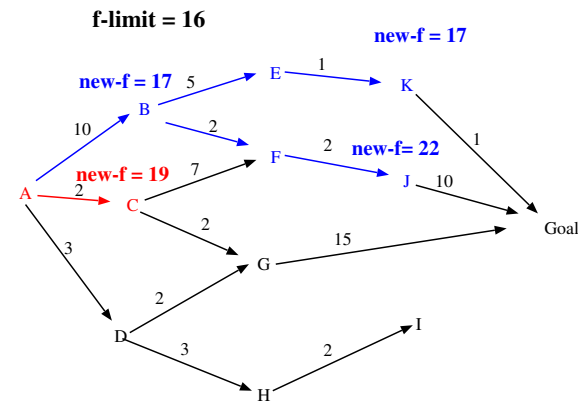 f-limit = 16
new-f = 17
new-f = 17
E
1
K
5
B
10
2
1
F
2
new-f= 22
J
10
new-f = 19
7
A
2
C
2
Goal
3
G
15
2
D
I
3
2
H